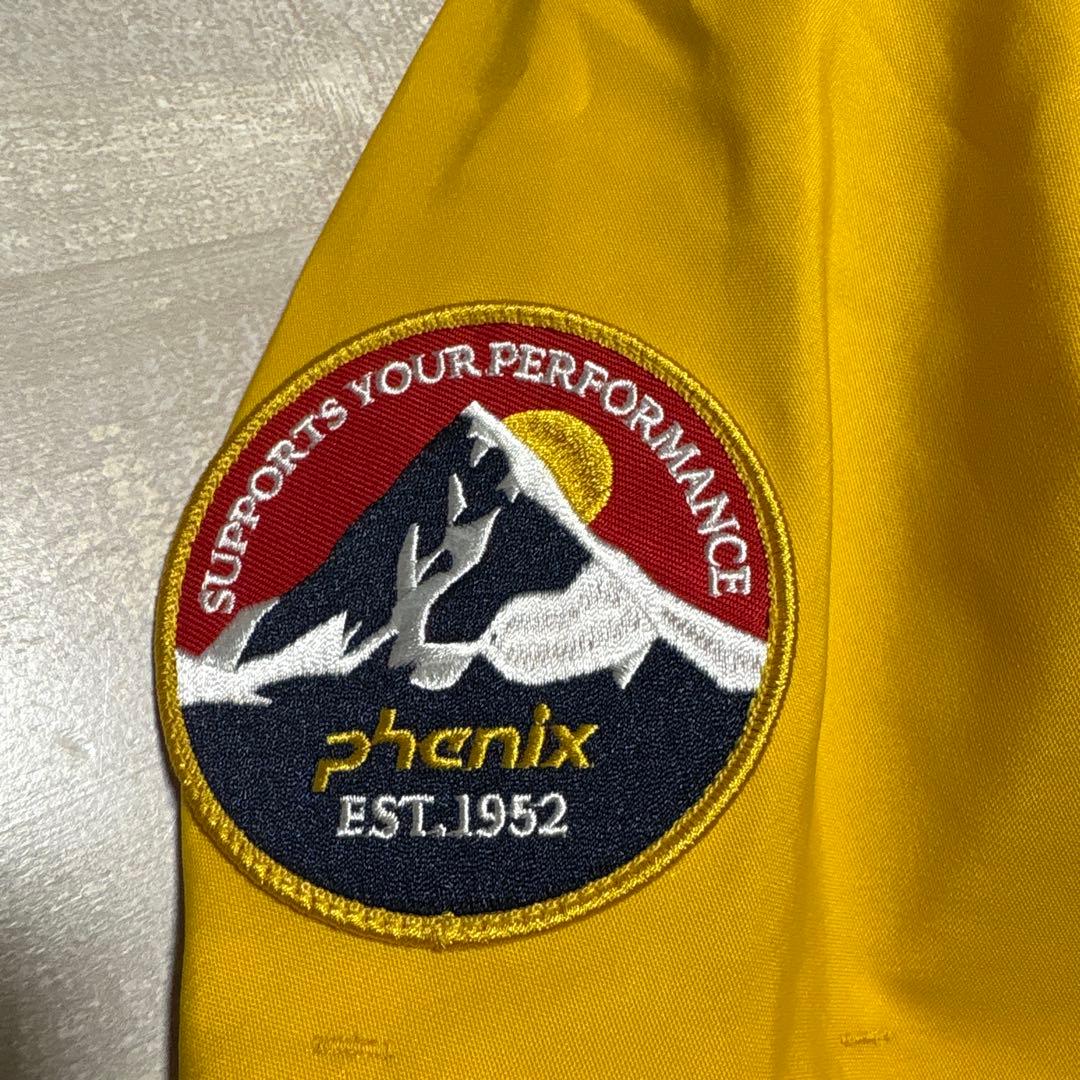 SUPPORTS YOUR PERFORMANCE
phenix
EST. 1952